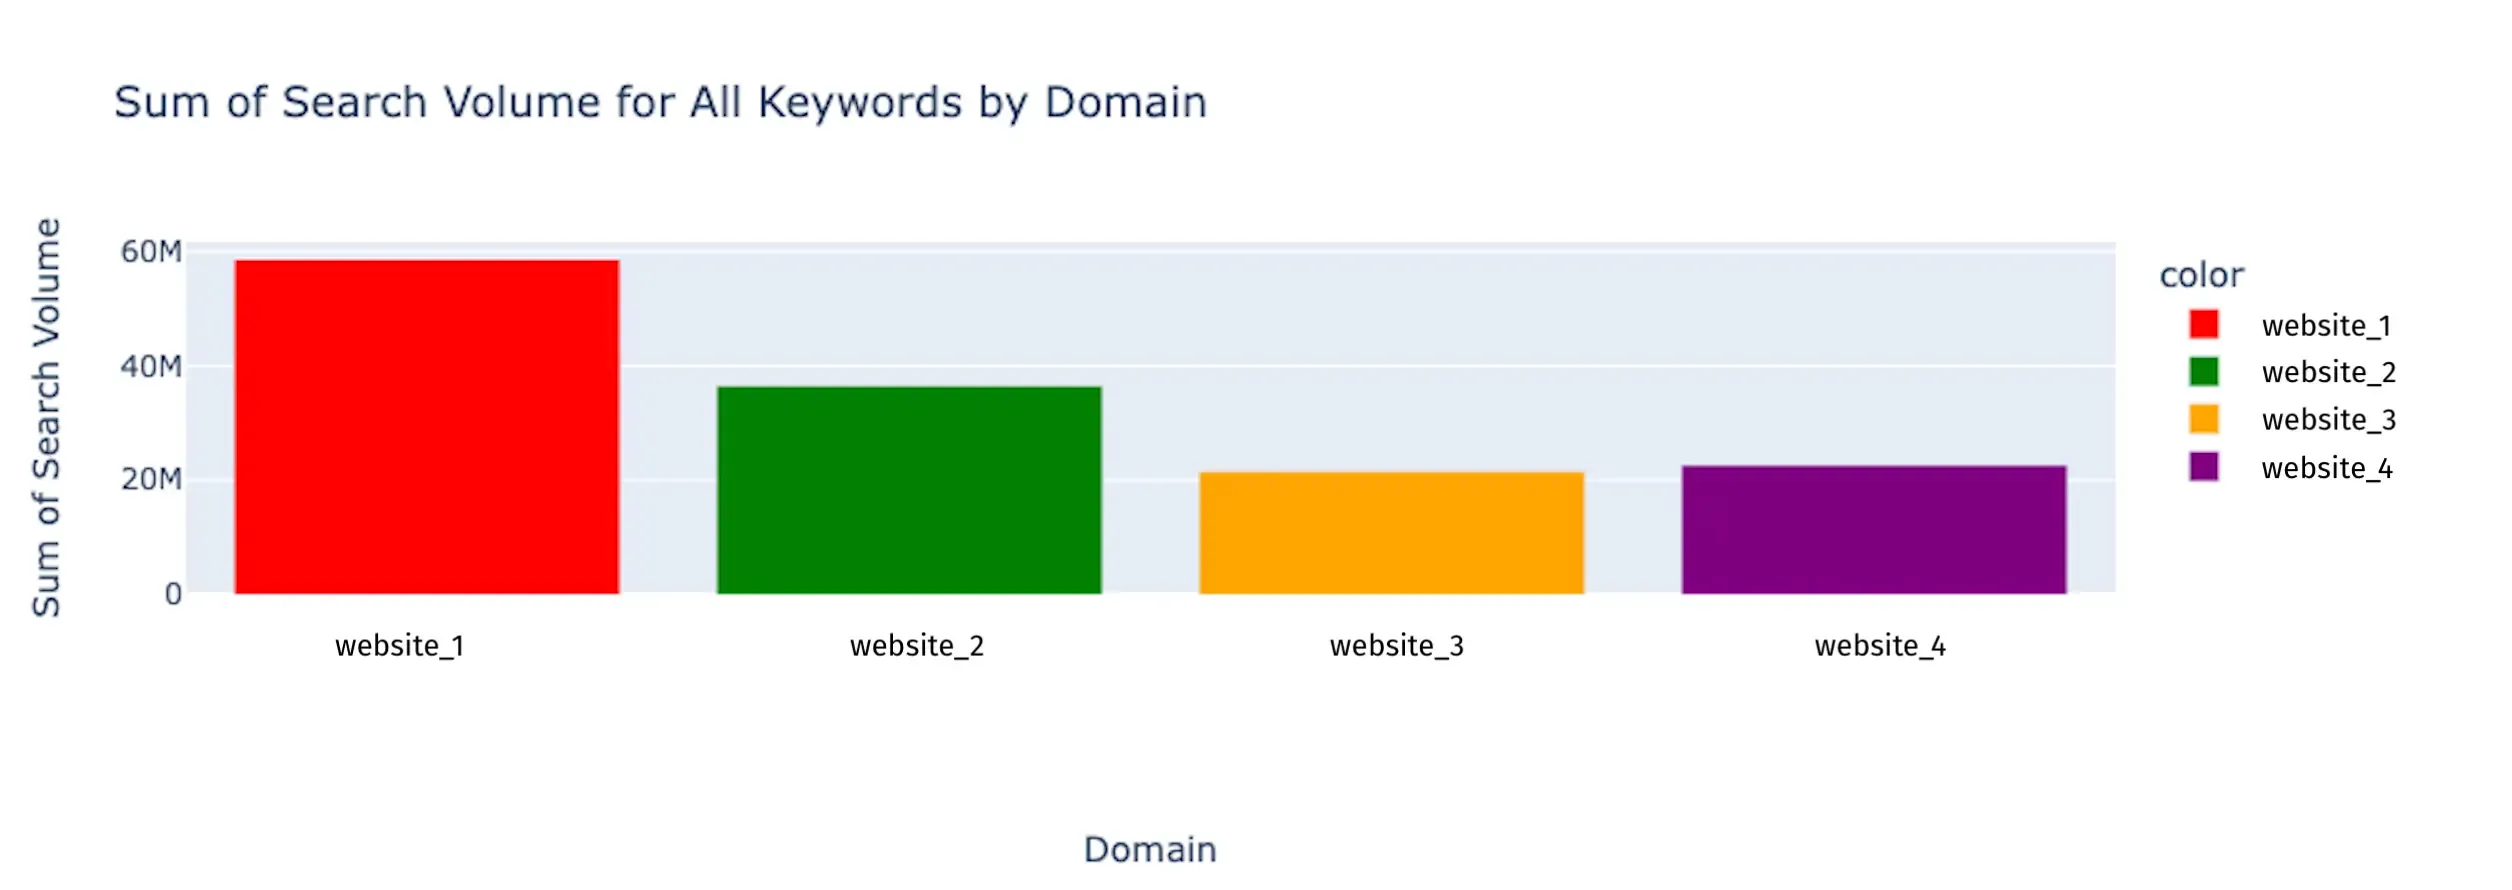 Sum of Search Volume for All Keywords by Domain
Sum of Search Volume
60M
40M
20M
0
website_1
website_2
website_3
website_4
Domain
color
website_1
website_2
website_3
website_4